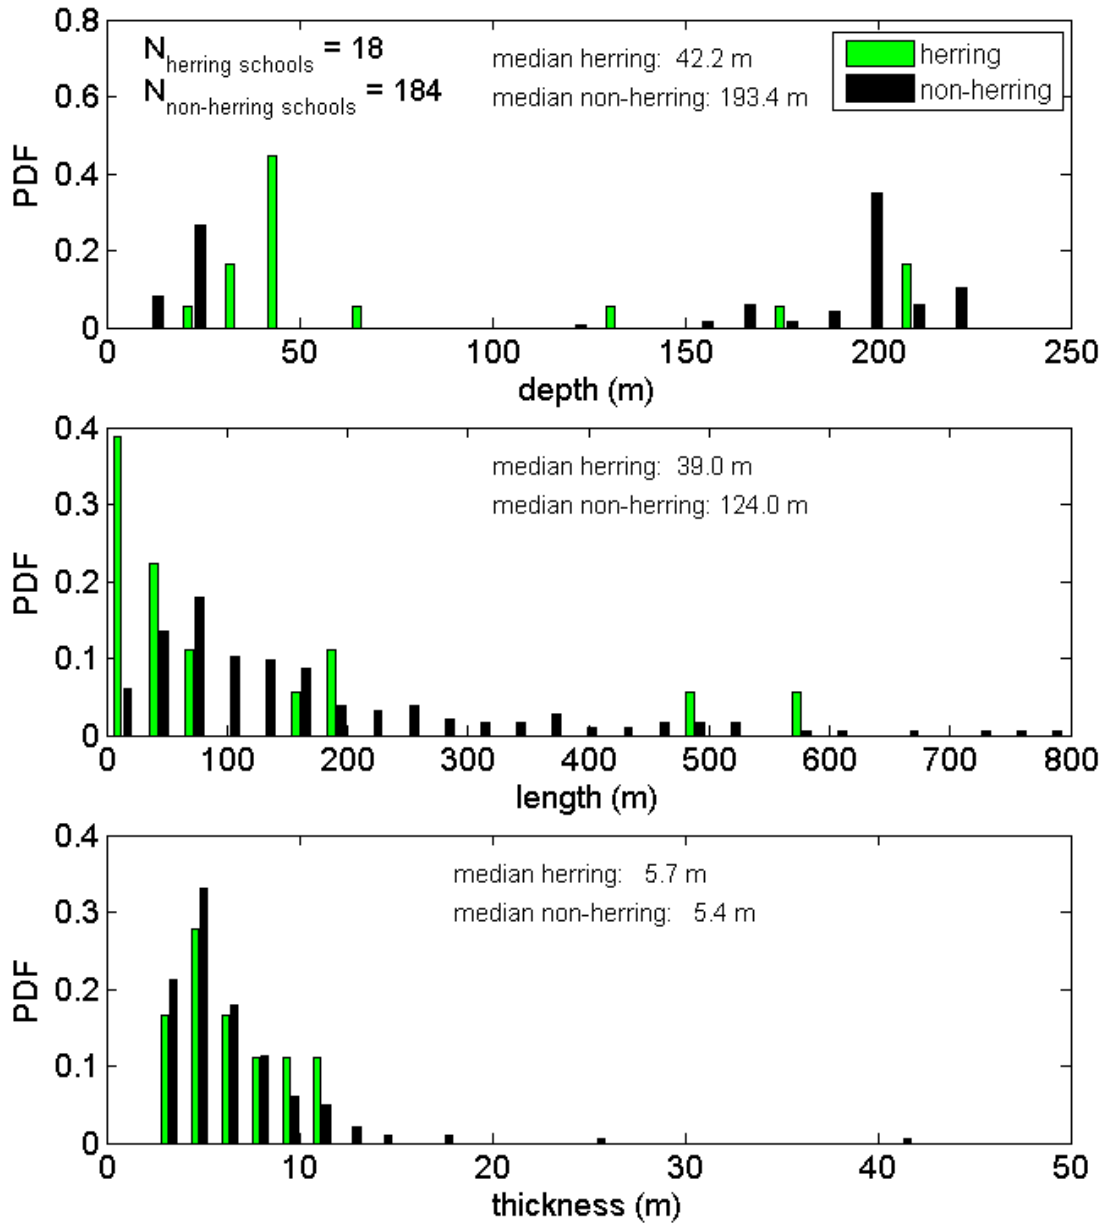 0.8
0.6
0.4
0.2
0
PDF
N herring schools = 18
N non-herring schools = 184
median herring: 42.2 m
median non-herring: 193.4 m
herring
non-herring
0 50 100 150 200 250
depth (m)
0.4
0.3
0.2
0.1
0
PDF
median herring: 39.0 m
median non-herring: 124.0 m
0 100 200 300 400 500 600 700 800
length (m)
0.4
0.3
0.2
0.1
0
PDF
median herring: 5.7 m
median non-herring: 5.4 m
0 10 20 30 40 50
thickness (m)